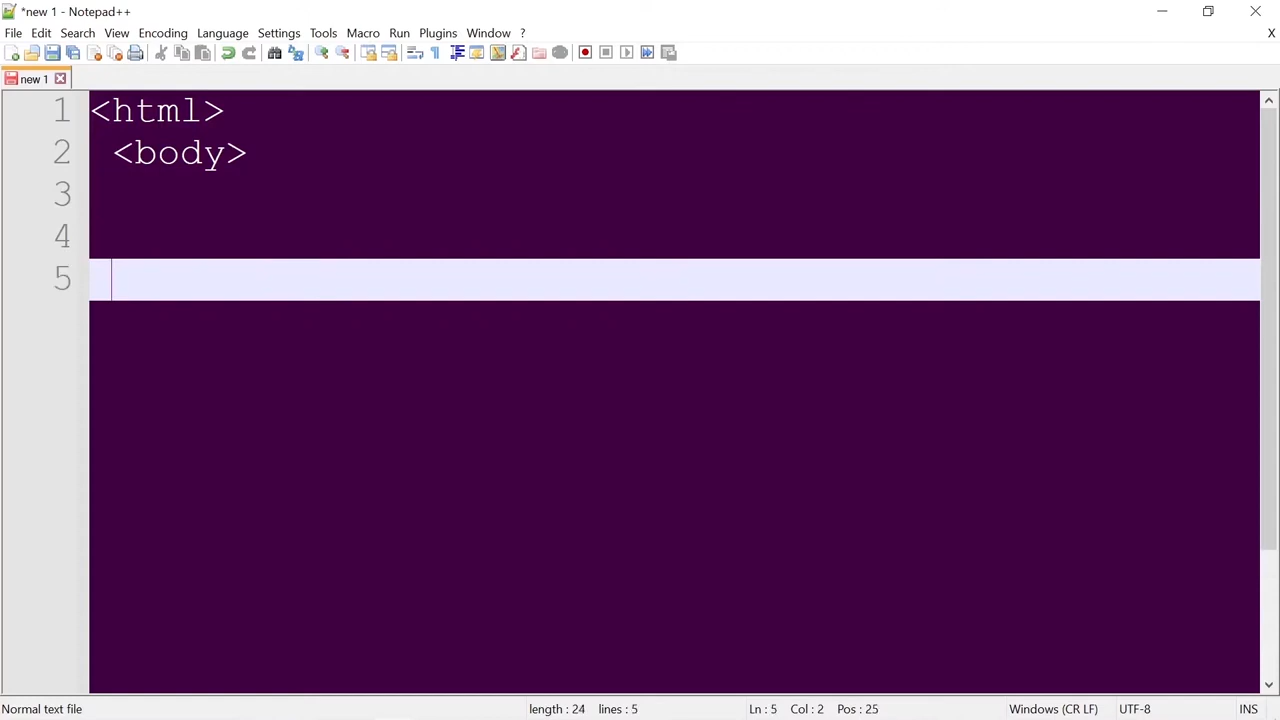 *new 1 - Notepad++
File Edit Search View Encoding Language Settings Tools Macro Run Plugins Window ? X
new 1
1 <html>
2 <body>
3
4
5
Normal text file length : 24 lines : 5 Ln : 5 Col : 2 Pos : 25 Windows (CR LF) UTF-8 INS